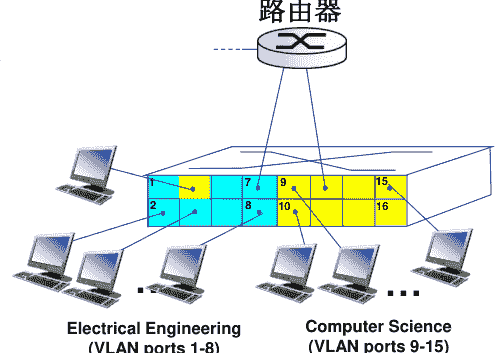 路由器
1 7 9 15
2 8 10 16
...
Electrical Engineering
(VLAN ports 1-8)
Computer Science
(VLAN ports 9-15)